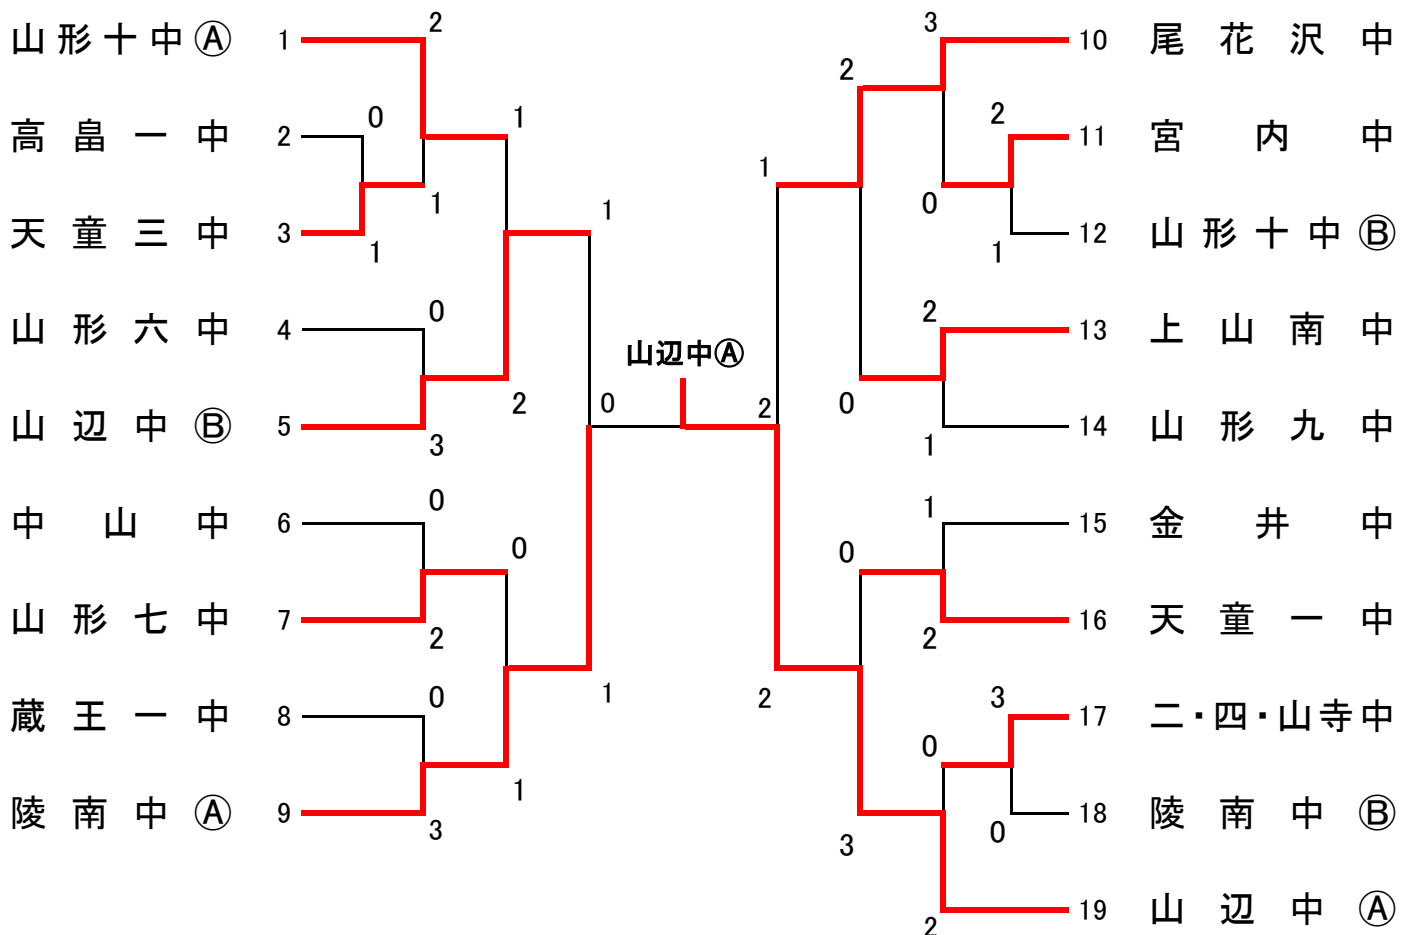 山形十中Ⓐ 1 2
高畠一中 2 0 1
天童三中 3 1 1 1
山形六中 4 0
山辺中Ⓑ 5 3 2 0
中山中 6 0
山形七中 7 2 0 1
蔵王一中 8 0
陵南中Ⓐ 9 3 1
山辺中Ⓐ
3 10 尾花沢中
2
2 11 宮内中
1 0 1 12 山形十中Ⓑ
2 13 上山南中
2 0 1 14 山形九中
1 15 金井中
0 2 16 天童一中
2 3 17 二・四・山寺中
0 0 18 陵南中Ⓑ
3 2 19 山辺中Ⓐ